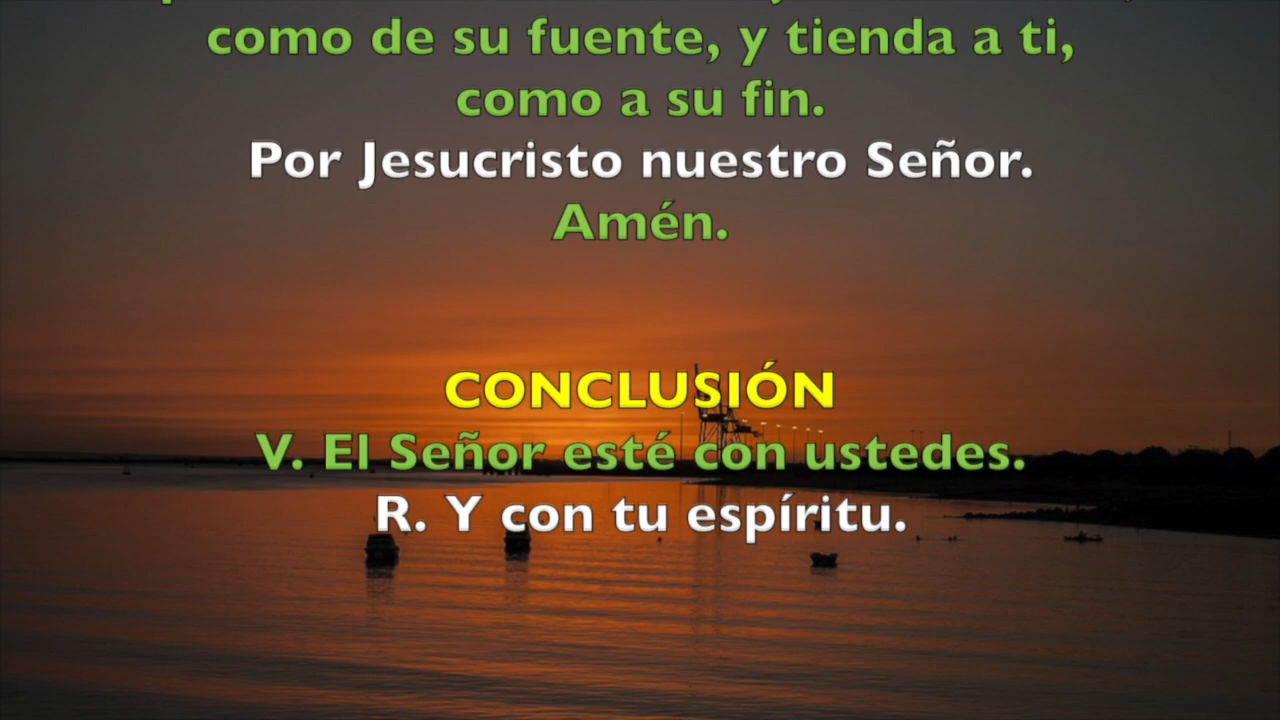 como de su fuente, y tienda a ti,
como a su fin.
Por Jesucristo nuestro Señor.
Amén.
CONCLUSIÓN
V. El Señor esté con ustedes.
R. Y con tu espíritu.